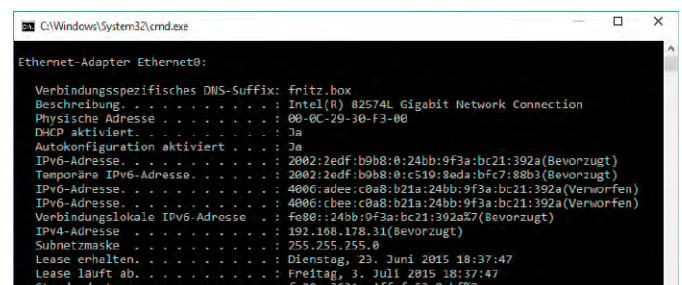 C:\Windows\System32\cmd.exe
Ethernet-Adapter Ethernet0:
Verbindungsspezifisches DNS-Suffix: fritz.box
Beschreibung. . . . . . . . . . . : Intel(R) 82574L Gigabit Network Connection
Physische Adresse . . . . . . . . : 00-0C-29-30-F3-00
DHCP aktiviert. . . . . . . . . . : Ja
Autokonfiguration aktiviert . . . : Ja
IPv6-Adresse. . . . . . . . . . . : 2002:2edf:b9b8:0:24bb:9f3a:bc21:392a(Bevorzugt)
Temporäre IPv6-Adresse. . . . . . : 2002:2edf:b9b8:0:c519:8eda:bfc7:88b3(Bevorzugt)
IPv6-Adresse. . . . . . . . . . . : 4006:adee:c0a8:b21a:24bb:9f3a:bc21:392a(Verworfen)
IPv6-Adresse. . . . . . . . . . . : 4006:cbee:c0a8:b21a:24bb:9f3a:bc21:392a(Verworfen)
Verbindungslokale IPv6-Adresse . : fe80::24bb:9f3a:bc21:392a%7(Bevorzugt)
IPv4-Adresse . . . . . . . . . . : 192.168.178.31(Bevorzugt)
Subnetzmaske . . . . . . . . . . : 255.255.255.0
Lease erhalten. . . . . . . . . . : Dienstag, 23. Juni 2015 18:37:47
Lease läuft ab. . . . . . . . . . : Freitag, 3. Juli 2015 18:37:47